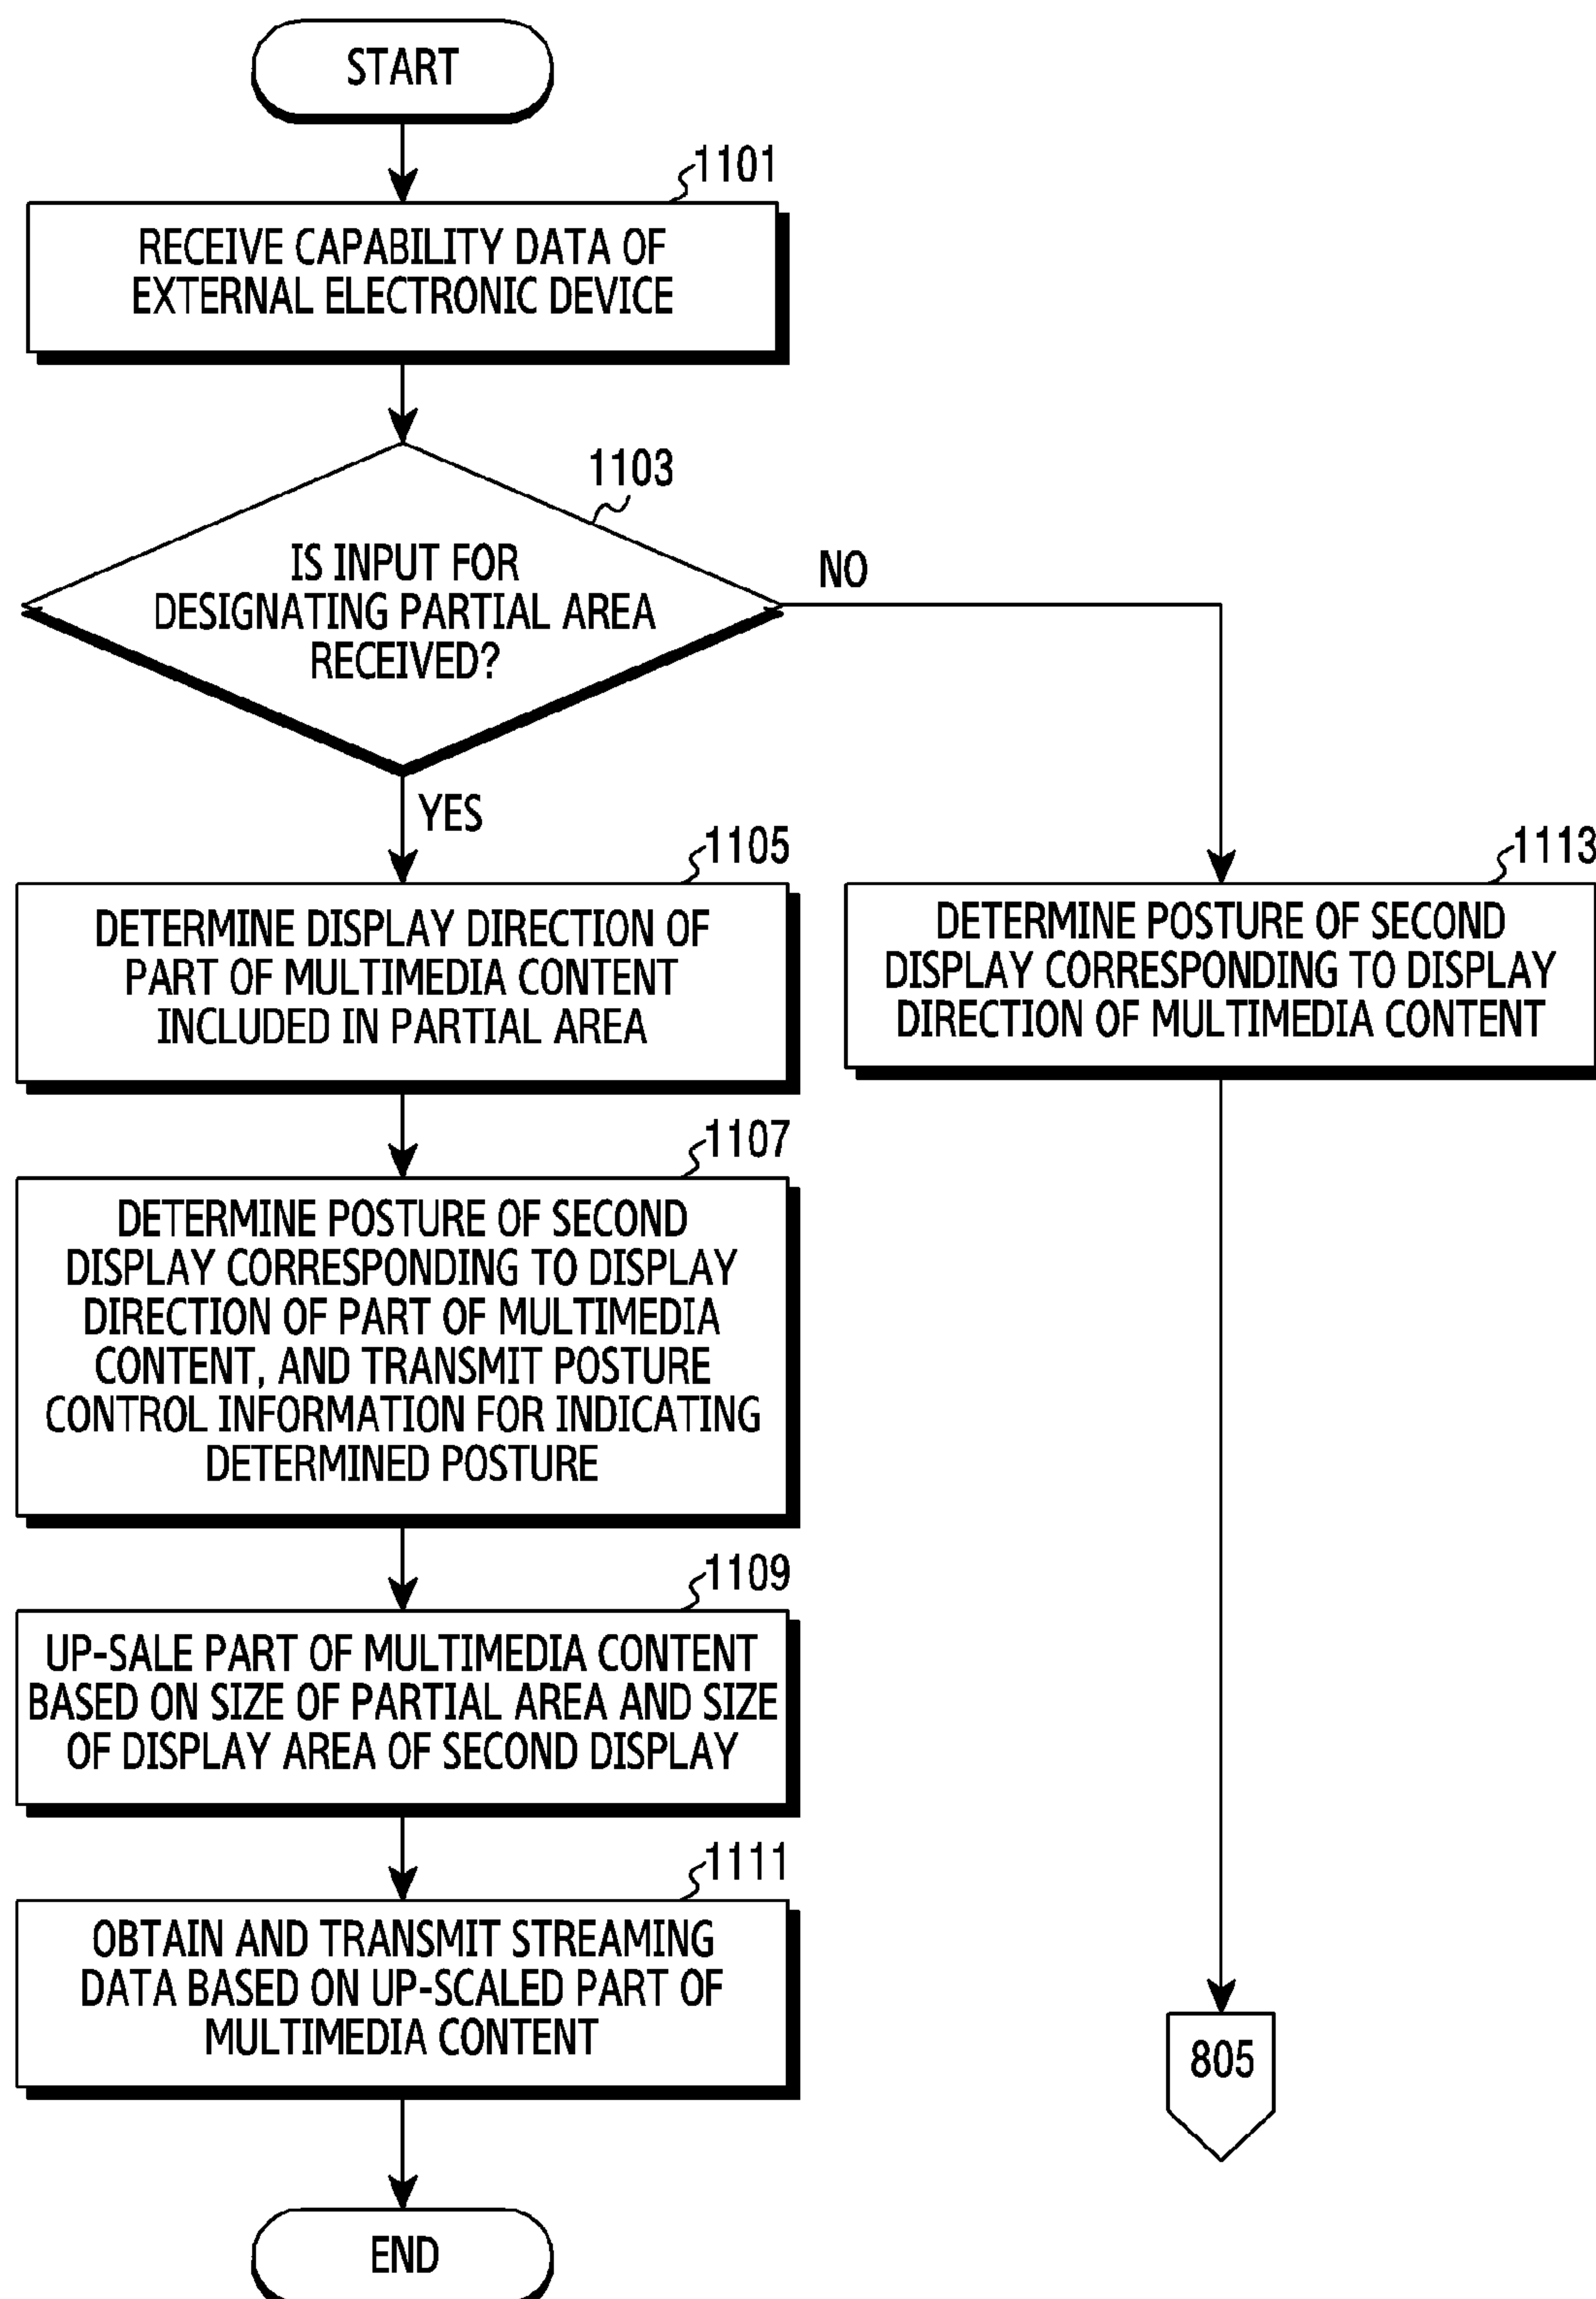 START
1101
RECEIVE CAPABILITY DATA OF
EXTERNAL ELECTRONIC DEVICE
1103
IS INPUT FOR
DESIGNATING PARTIAL AREA
RECEIVED?
NO
YES
1105
DETERMINE DISPLAY DIRECTION OF
PART OF MULTIMEDIA CONTENT
INCLUDED IN PARTIAL AREA
1113
DETERMINE POSTURE OF SECOND
DISPLAY CORRESPONDING TO DISPLAY
DIRECTION OF MULTIMEDIA CONTENT
1107
DETERMINE POSTURE OF SECOND
DISPLAY CORRESPONDING TO DISPLAY
DIRECTION OF PART OF MULTIMEDIA
CONTENT, AND TRANSMIT POSTURE
CONTROL INFORMATION FOR INDICATING
DETERMINED POSTURE
1109
UP-SALE PART OF MULTIMEDIA CONTENT
BASED ON SIZE OF PARTIAL AREA AND SIZE
OF DISPLAY AREA OF SECOND DISPLAY
1111
OBTAIN AND TRANSMIT STREAMING
DATA BASED ON UP-SCALED PART OF
MULTIMEDIA CONTENT
805
END